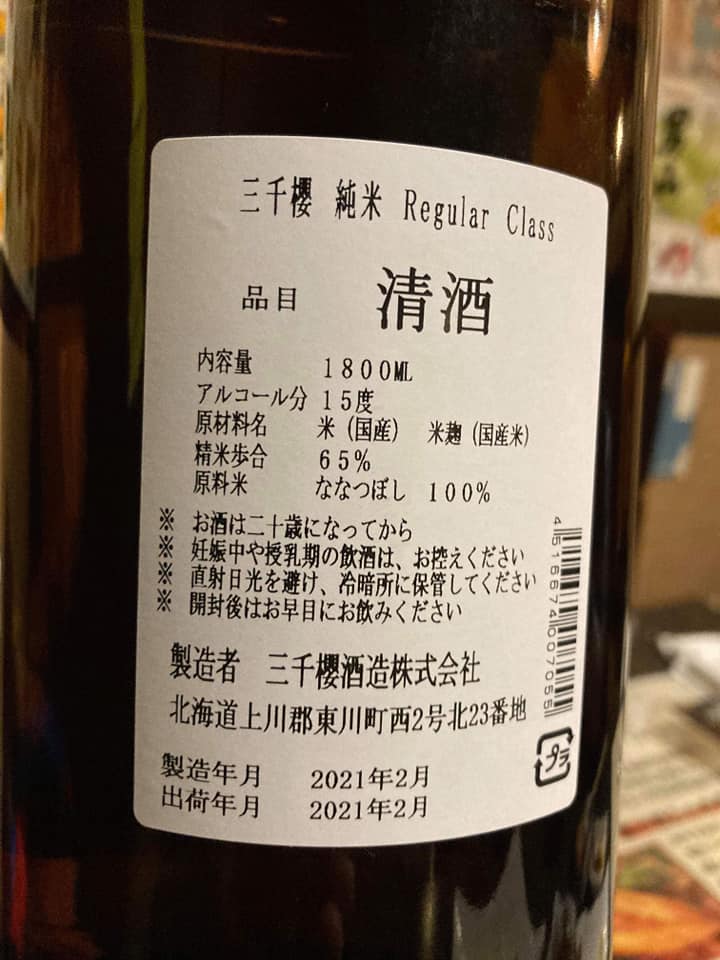 三千櫻 純米 Regular Class
品目 清酒
内容量 1800ML
アルコール分 15度
原材料名 米（国産） 米麹（国産米）
精米歩合 65%
原料米 ななつぼし 100%
※ お酒は二十歳になってから
※ 妊娠中や授乳期の飲酒は、お控えください
※ 直射日光を避け、冷暗所に保管してください
※ 開封後はお早目にお飲みください
製造者 三千櫻酒造株式会社
北海道上川郡東川町西2号北23番地
製造年月 2021年2月
出荷年月 2021年2月
4516674007055
プラ